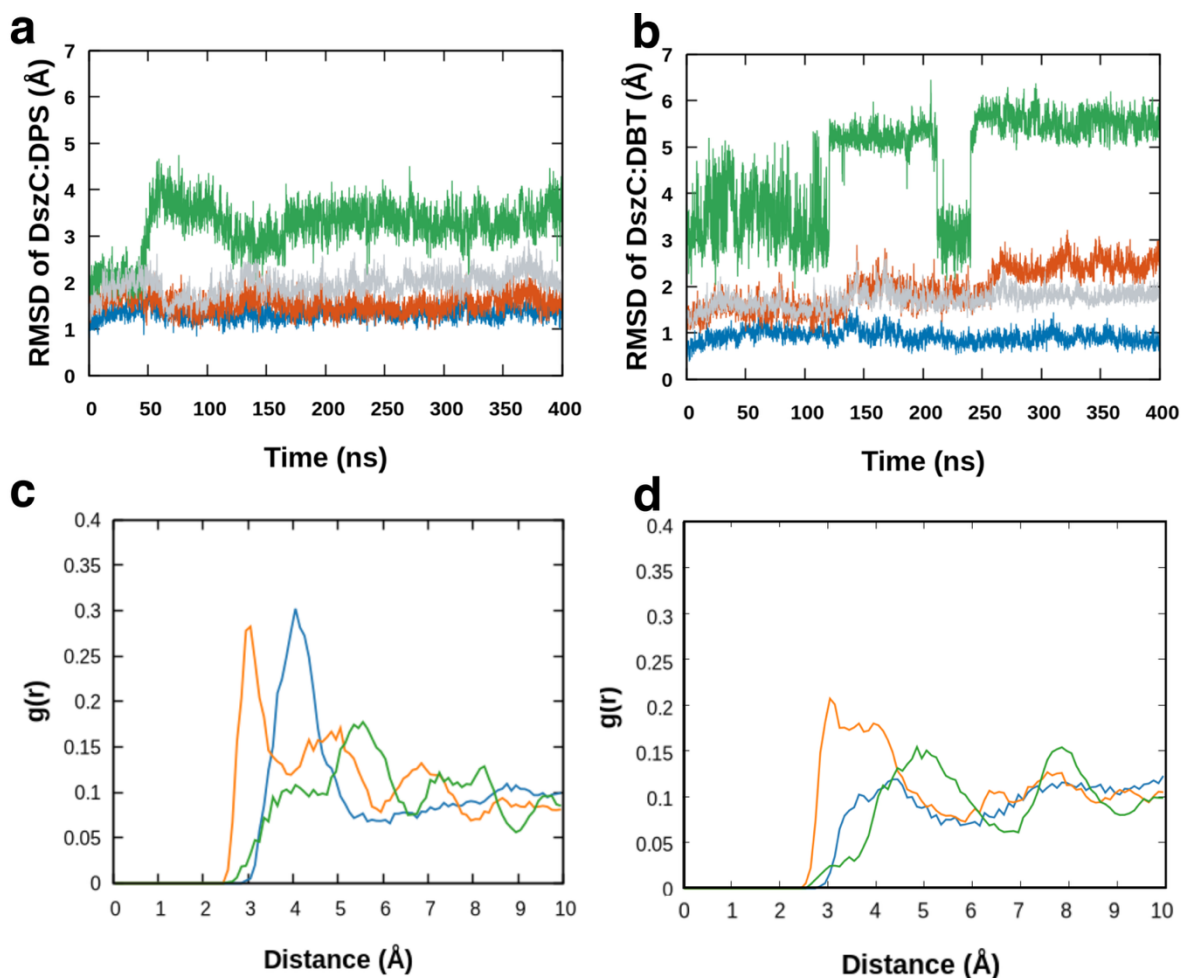 a
RMSD of DszC:DPS (Å)
7
6
5
4
3
2
1
0
0 50 100 150 200 250 300 350 400
Time (ns)
b
RMSD of DszC:DBT (Å)
7
6
5
4
3
2
1
0
0 50 100 150 200 250 300 350 400
Time (ns)
c
g(r)
0.4
0.35
0.3
0.25
0.2
0.15
0.1
0.05
0
0 1 2 3 4 5 6 7 8 9 10
Distance (Å)
d
g(r)
0.4
0.35
0.3
0.25
0.2
0.15
0.1
0.05
0
0 1 2 3 4 5 6 7 8 9 10
Distance (Å)